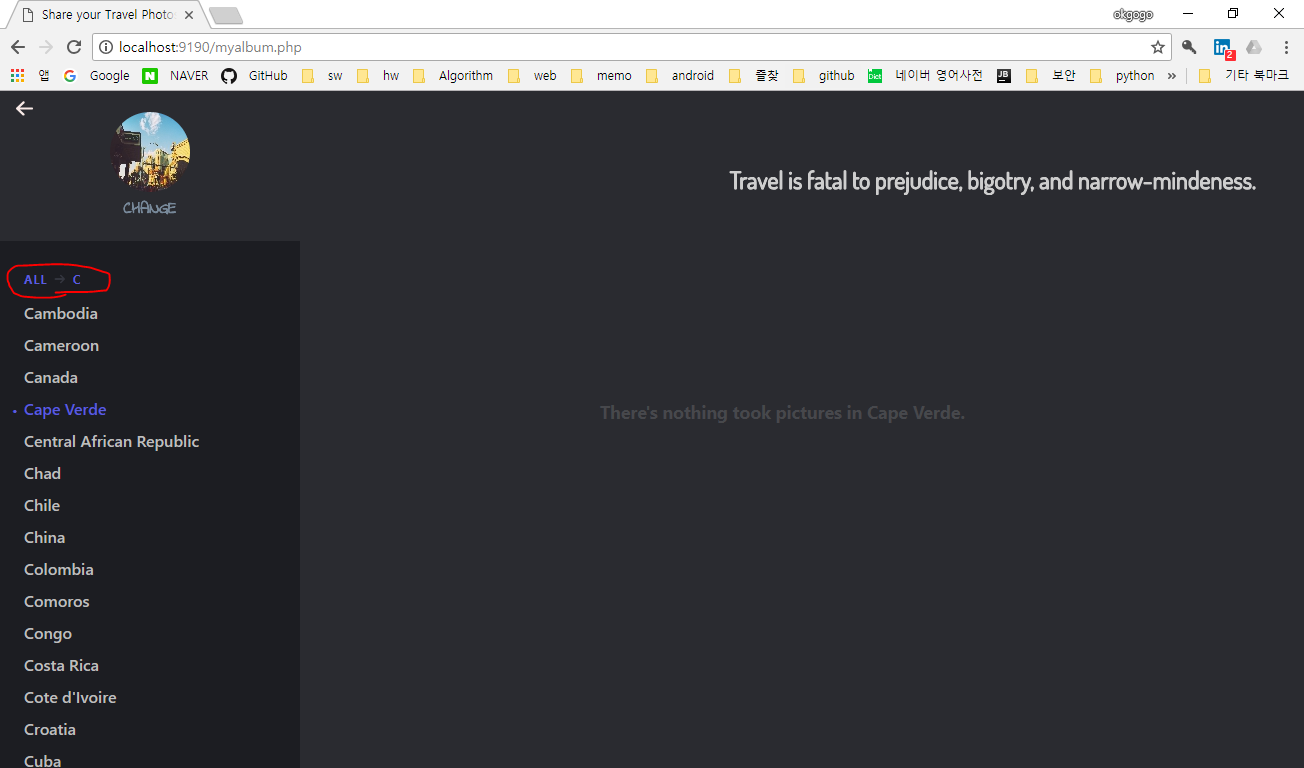 Share your Travel Photo
okgogo
localhost:9190/myalbum.php
2
앱 Google N NAVER GitHub sw hw Algorithm web memo android 즐찾 github Dict 네이버 영어사전 JB 보안 python » 기타 북마크
CHANGE
Travel is fatal to prejudice, bigotry, and narrow-mindeness.
ALL → C
Cambodia
Cameroon
Canada
Cape Verde
Central African Republic
Chad
Chile
China
Colombia
Comoros
Congo
Costa Rica
Cote d'Ivoire
Croatia
Cuba
There's nothing took pictures in Cape Verde.